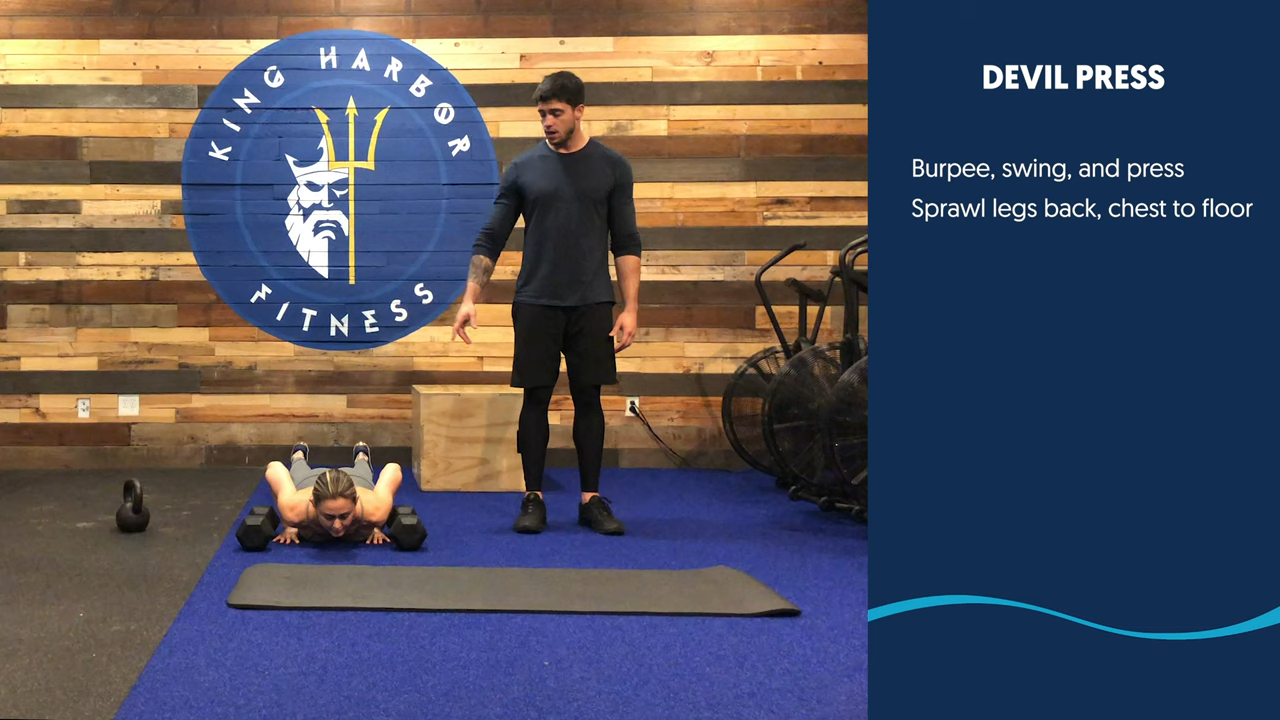 KING HARBOR
FITNESS
DEVIL PRESS
Burpee, swing, and press
Sprawl legs back, chest to floor